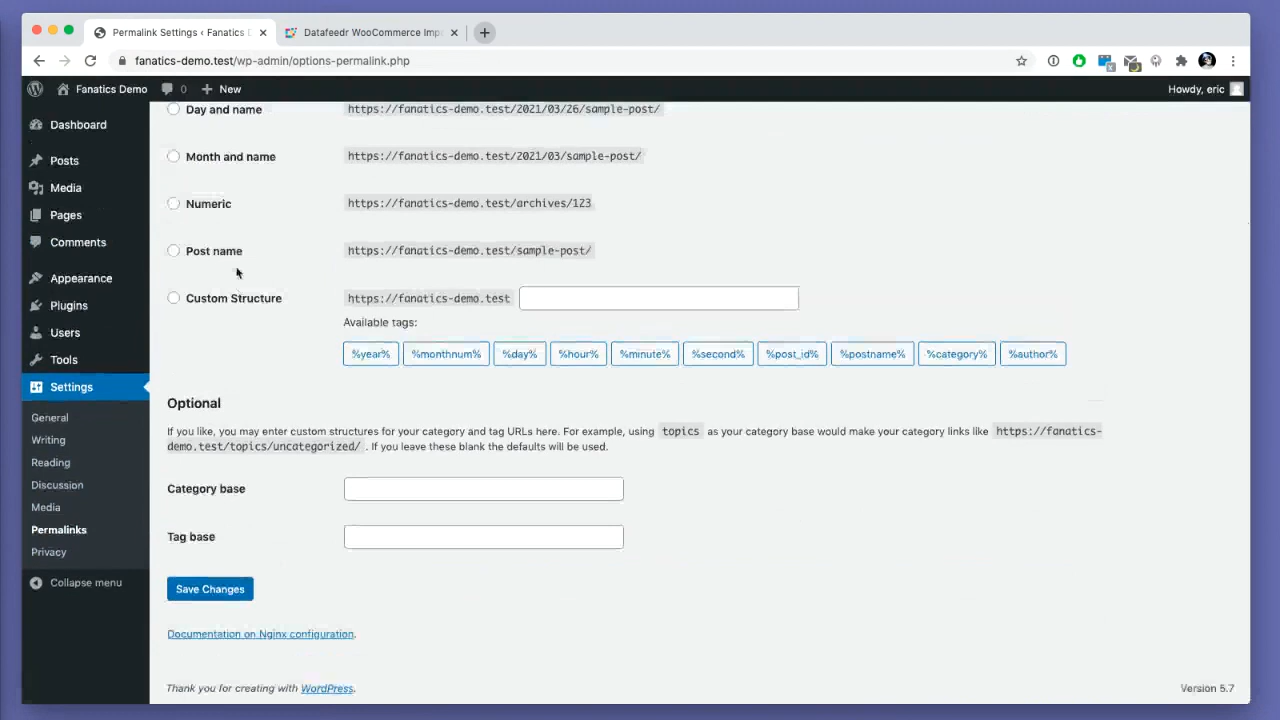 Permalink Settings ‹ Fanatics D
Datafeedr WooCommerce Imp
fanatics-demo.test/wp-admin/options-permalink.php
Fanatics Demo
0
New
Howdy, eric
Dashboard
Posts
Media
Pages
Comments
Appearance
Plugins
Users
Tools
Settings
General
Writing
Reading
Discussion
Media
Permalinks
Privacy
Collapse menu
Day and name https://fanatics-demo.test/2021/03/26/sample-post/
Month and name https://fanatics-demo.test/2021/03/sample-post/
Numeric https://fanatics-demo.test/archives/123
Post name https://fanatics-demo.test/sample-post/
Custom Structure https://fanatics-demo.test
Available tags:
%year% %monthnum% %day% %hour% %minute% %second% %post_id% %postname% %category% %author%
Optional
If you like, you may enter custom structures for your category and tag URLs here. For example, using topics as your category base would make your category links like https://fanatics-
demo.test/topics/uncategorized/ . If you leave these blank the defaults will be used.
Category base
Tag base
Save Changes
Documentation on Nginx configuration.
Thank you for creating with WordPress.
Version 5.7